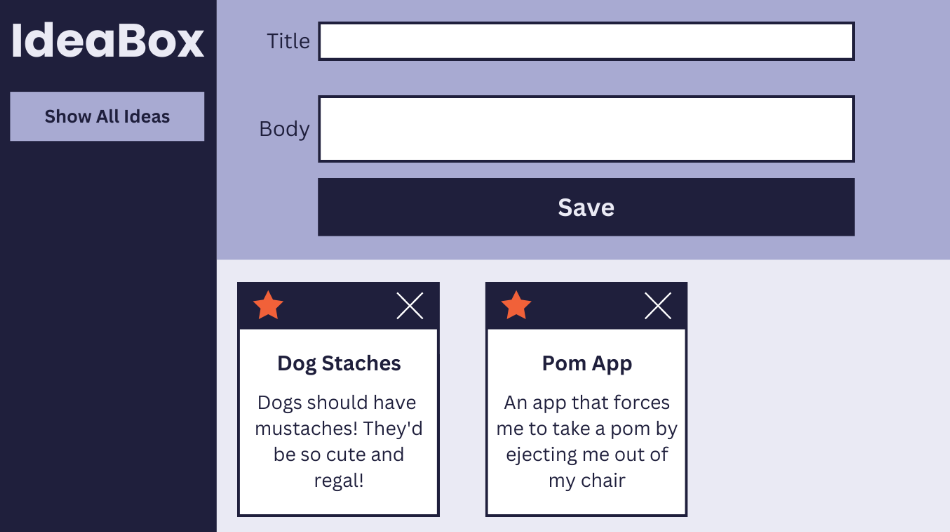 IdeaBox
Show All Ideas
Title
Body
Save
Dog Staches
Dogs should have
mustaches! They'd
be so cute and
regal!
Pom App
An app that forces
me to take a pom by
ejecting me out of
my chair